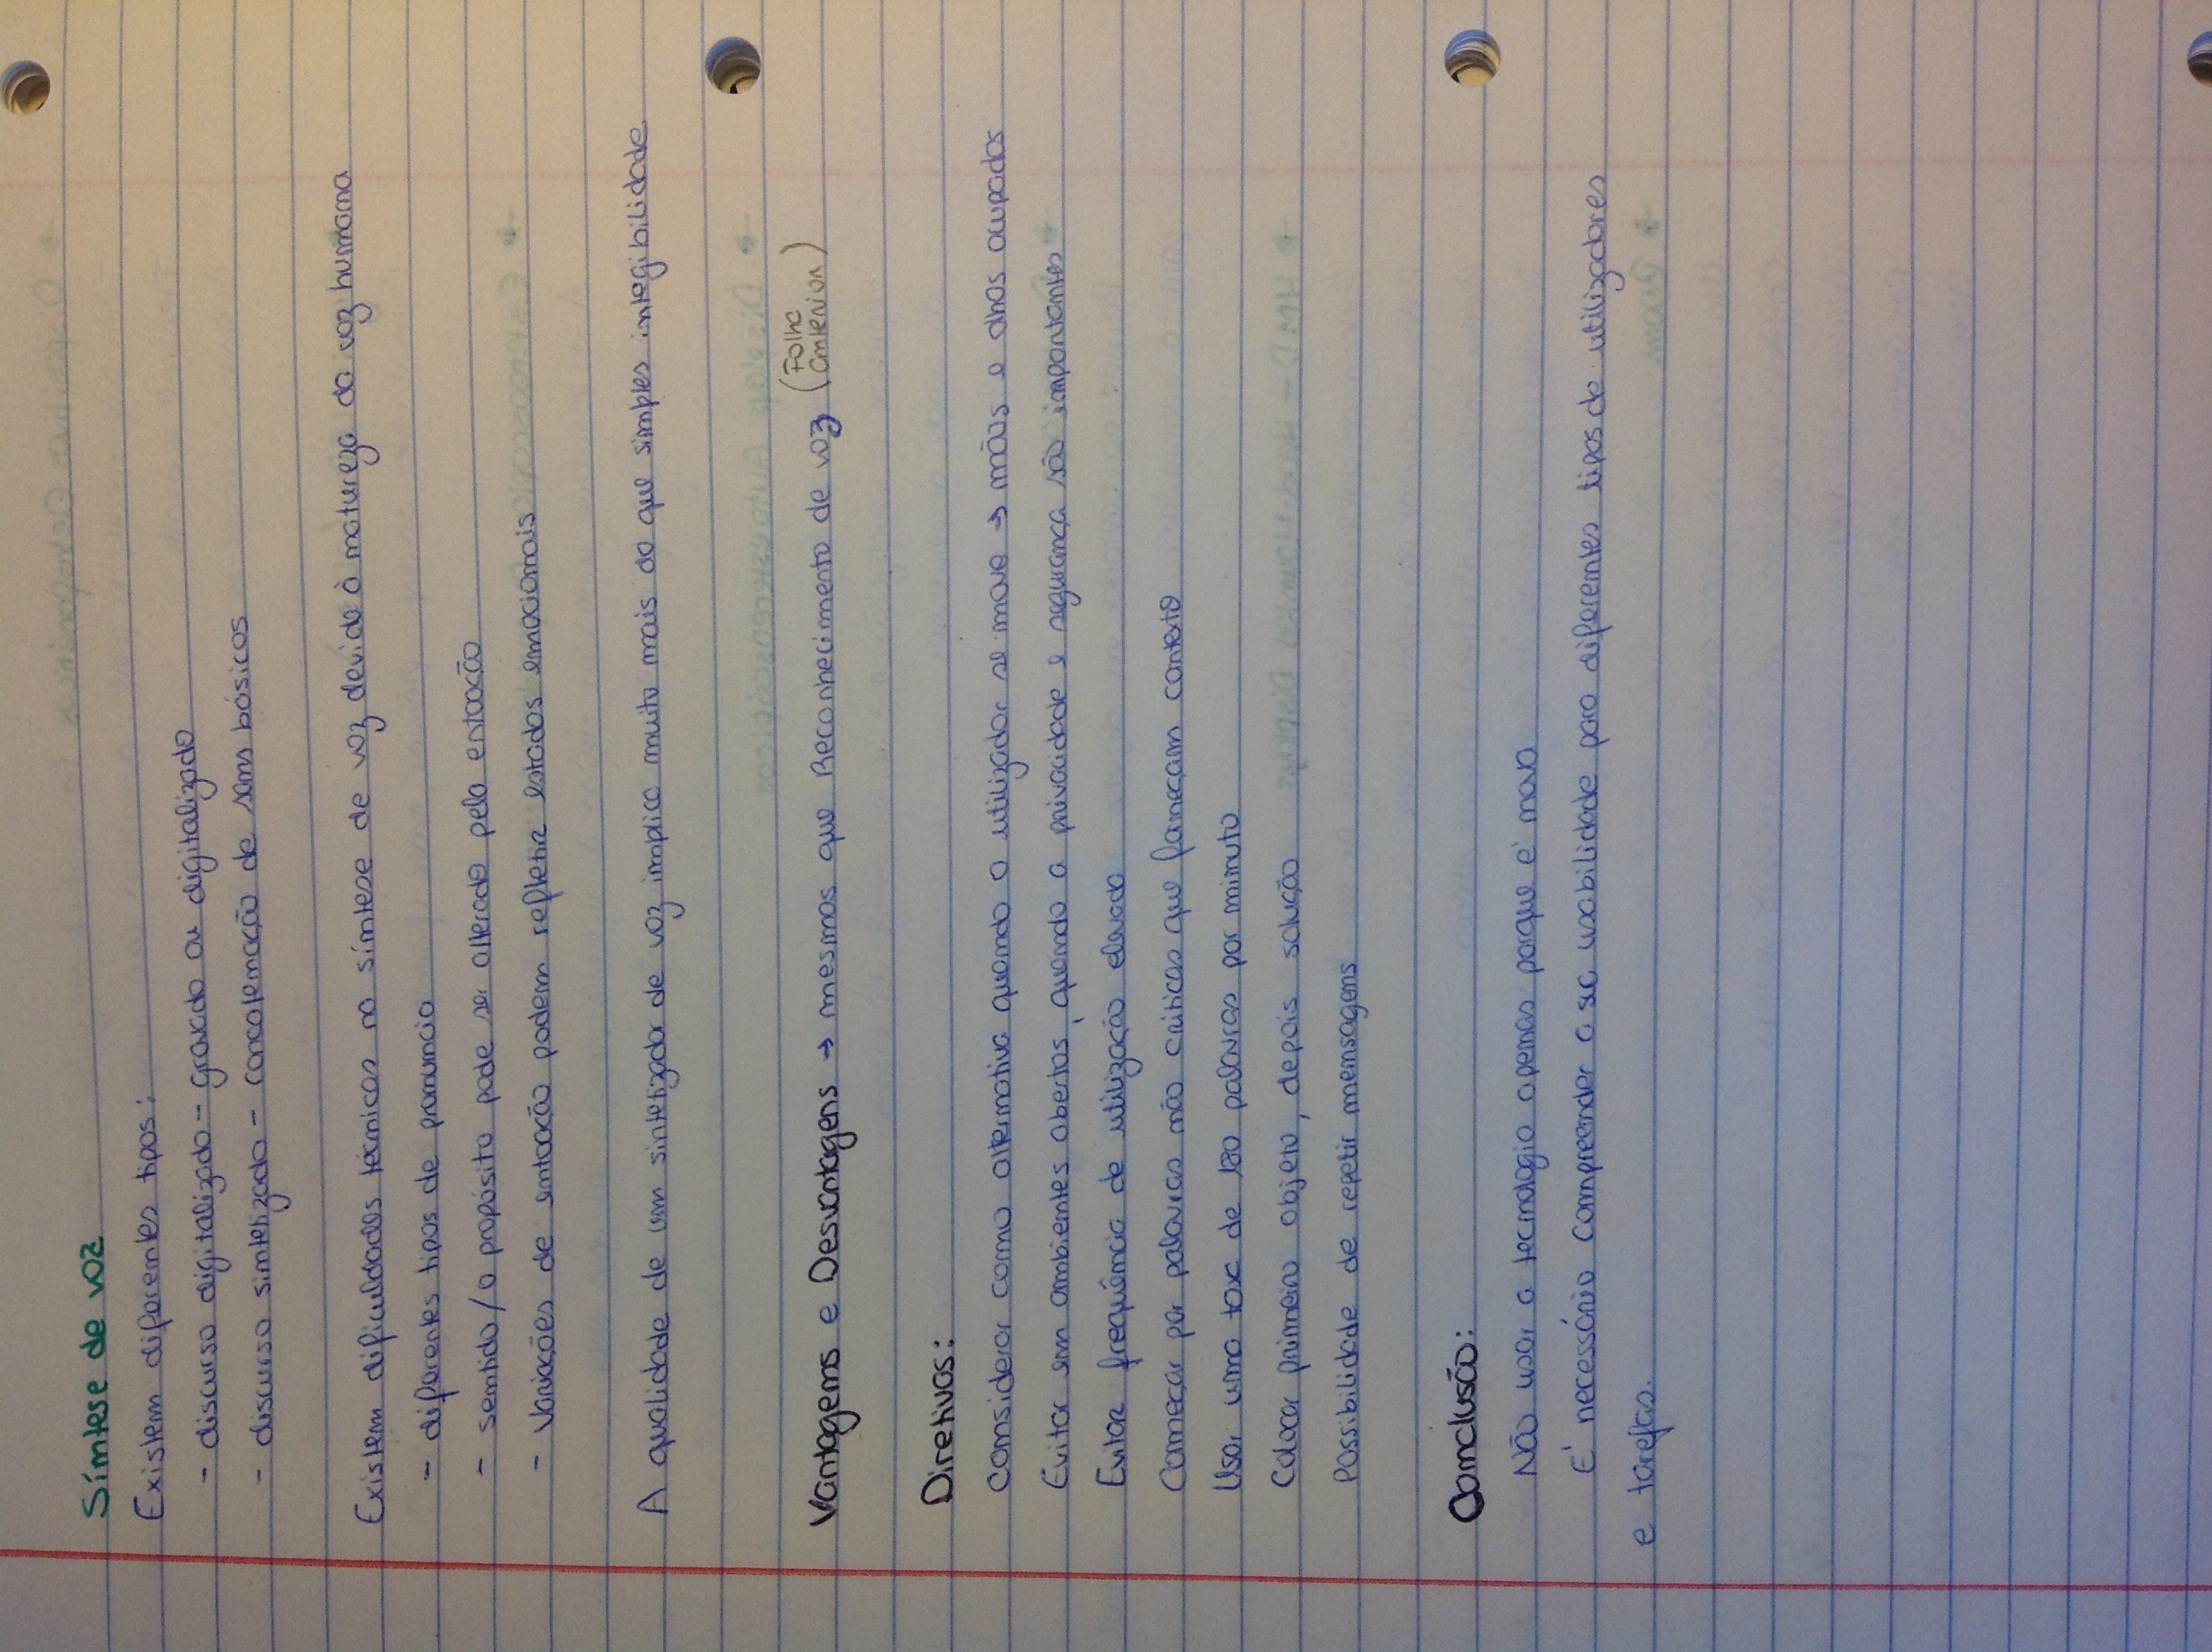 Síntese de voz
Existem diferentes tipos:
- discurso digitalizado - gravado ou digitalizado
- discurso sintetizado - concatenação de sons básicos
Existem dificuldades técnicas na síntese de voz devido à natureza da voz humana
- diferentes tipos de pronuncia
- sentido/o propósito pode ser alterado pela entoação
- Variações de entoação podem refletir estados emocionais
A qualidade de um sintetizador de voz implica muito mais do que simples integibilidade
Vantagens e Desvantagens → mesmas que Reconhecimento de voz (Folha anterior)
Diretivas:
Considerar como alternativa quando o utilizador se move → mãos e olhos ocupados
Evitar em ambientes abertos, quando a privacidade e segurança são importantes
Evitar frequência de utilização elevada
Começar por palavras não críticas que forneçam contexto
Usar uma taxa de 180 palavras por minuto
Colocar primeiro objeto, depois solução
Possibilidade de repetir mensagens
Conclusão:
Não usar a tecnologia apenas porque é nova
É necessário compreender a sua usabilidade para diferentes tipos de utilizadores
e tarefas.